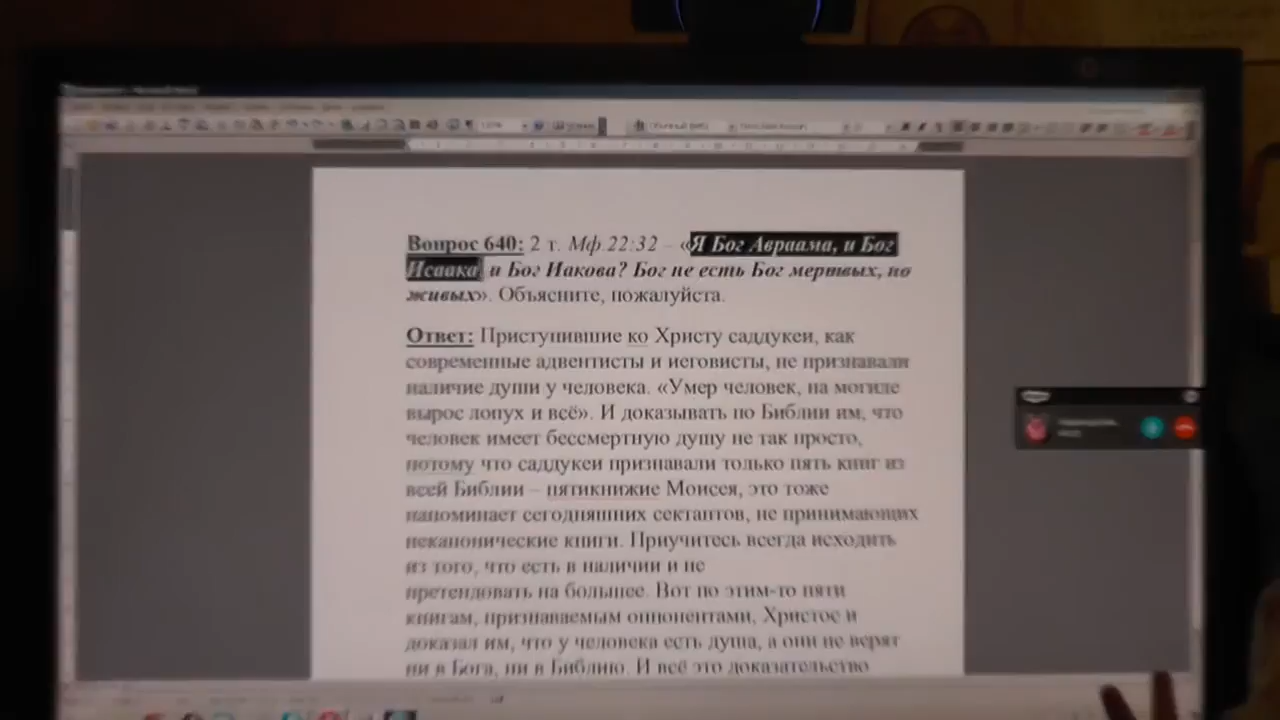 Вопрос 640: 2 т. Мф.22:32 – «Я Бог Авраама, и Бог
Исаака, и Бог Иакова? Бог не есть Бог мертвых, но
живых». Объясните, пожалуйста.
Ответ: Приступившие ко Христу саддукеи, как
современные адвентисты и иеговисты, не признавали
наличие души у человека. «Умер человек, на могиле
вырос лопух и всё». И доказывать по Библии им, что
человек имеет бессмертную душу не так просто,
потому что саддукеи признавали только пять книг из
всей Библии – пятикнижие Моисея, это тоже
напоминает сегодняшних сектантов, не принимающих
неканонические книги. Приучитесь всегда исходить
из того, что есть в наличии и не
претендовать на большее. Вот по этим-то пяти
книгам, признаваемым оппонентами, Христос и
доказал им, что у человека есть душа, а они не верят
ни в Бога, ни в Библию. И всё это доказательство